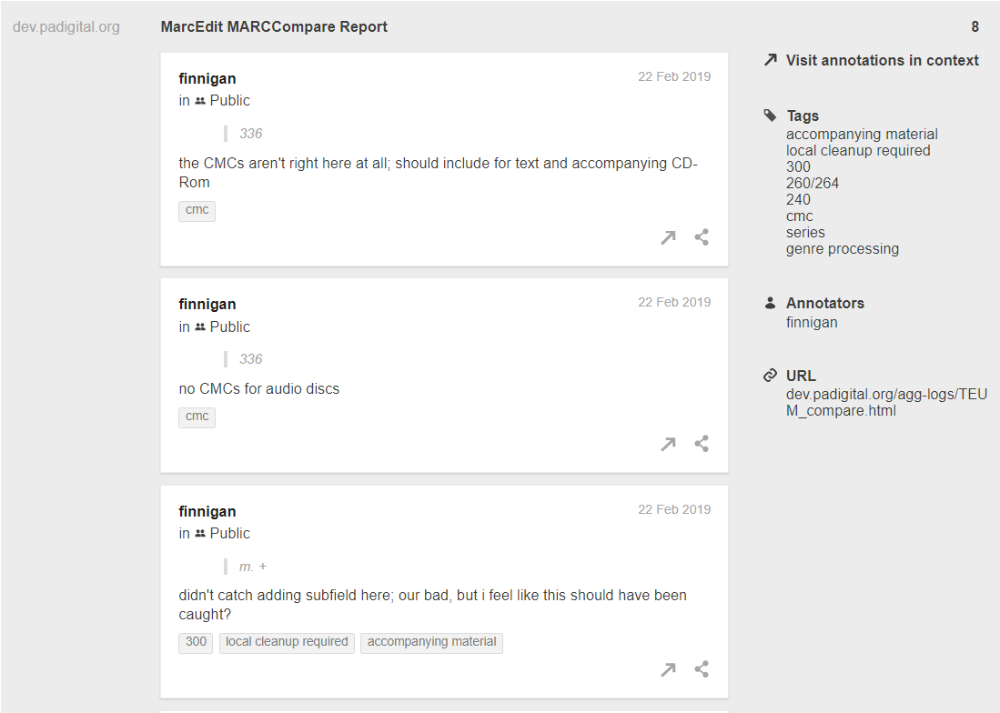 dev.padigital.org
MarcEdit MARCCompare Report
8
finnigan
22 Feb 2019
in Public
336
the CMCs aren't right here at all; should include for text and accompanying CD-
Rom
cmc
finnigan
22 Feb 2019
in Public
336
no CMCs for audio discs
cmc
finnigan
22 Feb 2019
in Public
m. +
didn't catch adding subfield here; our bad, but i feel like this should have been
caught?
300 local cleanup required accompanying material
Visit annotations in context
Tags
accompanying material
local cleanup required
300
260/264
240
cmc
series
genre processing
Annotators
finnigan
URL
dev.padigital.org/agg-logs/TEU
M_compare.html